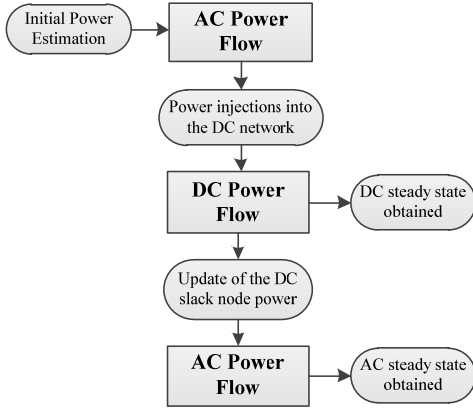 Initial Power
Estimation
AC Power
Flow
Power injections into
the DC network
DC Power
Flow
DC steady state
obtained
Update of the DC
slack node power
AC Power
Flow
AC steady state
obtained